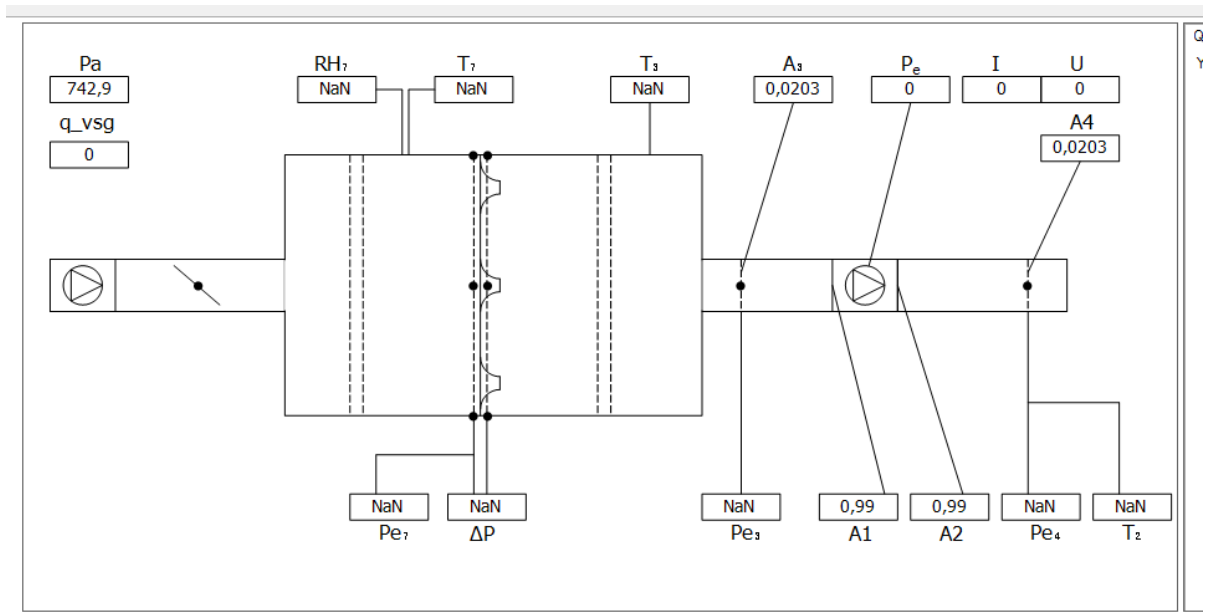 Pa RH₇ T₇ T₃ A₃ Pₑ I U
742,9 NaN NaN NaN 0,0203 0 0 0
q_vsg A4
0 0,0203
NaN NaN NaN 0,99 0,99 NaN NaN
Pe₇ ΔP Pe₃ A1 A2 Pe₄ T₂